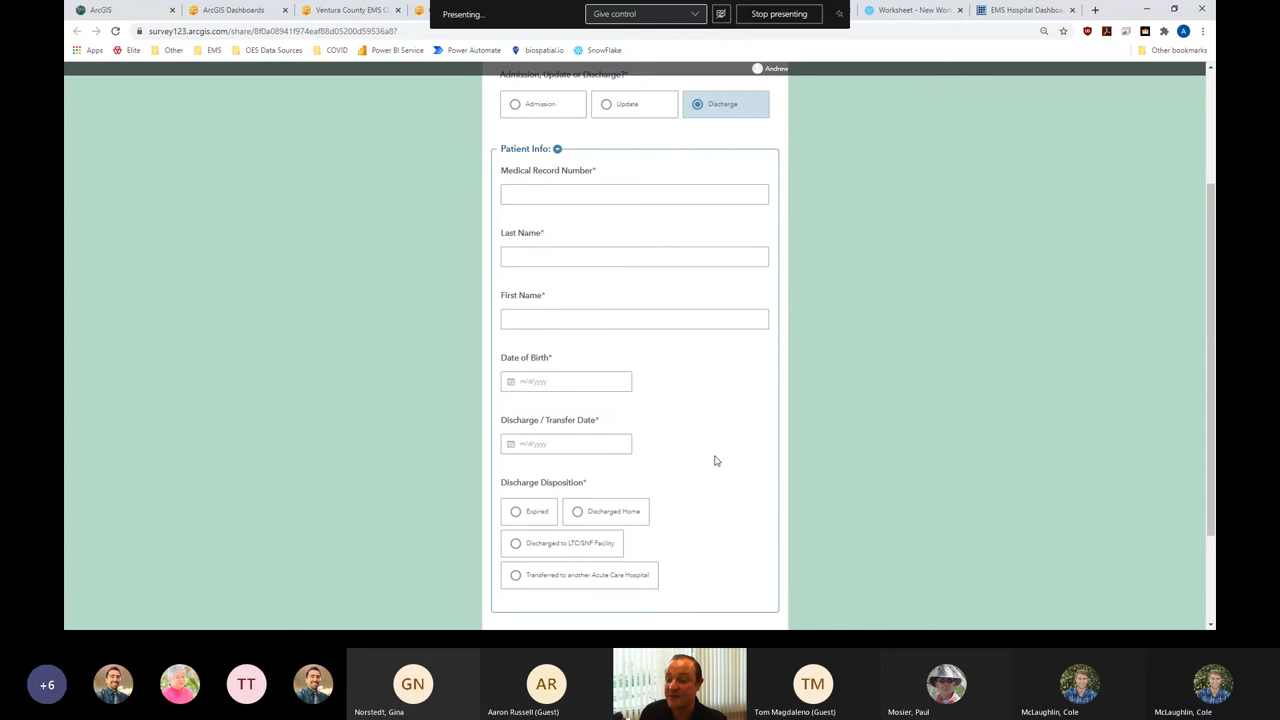 ArcGIS
ArcGIS Dashboards
Ventura County EMS C
Presenting...
Give control
Stop presenting
Worksheet - New Wor
EMS Hospital Dashboa
survey123.arcgis.com/share/8f0a08941f974eaf88d05200d59536a8?
Apps
Elite
Other
EMS
OES Data Sources
COVID
Power BI Service
Power Automate
biospatial.io
SnowFlake
Other bookmarks
Andrew
Admission, Update or Discharge?*
Admission
Update
Discharge
Patient Info:
Medical Record Number*
Last Name*
First Name*
Date of Birth*
m/d/yyyy
Discharge / Transfer Date*
m/d/yyyy
Discharge Disposition*
Expired
Discharged Home
Discharged to LTC/SNF Facility
Transferred to another Acute Care Hospital
+6
TT
GN
AR
TM
Norstedt, Gina
Aaron Russell (Guest)
Tom Magdaleno (Guest)
Mosier, Paul
McLaughlin, Cole
McLaughlin, Cole